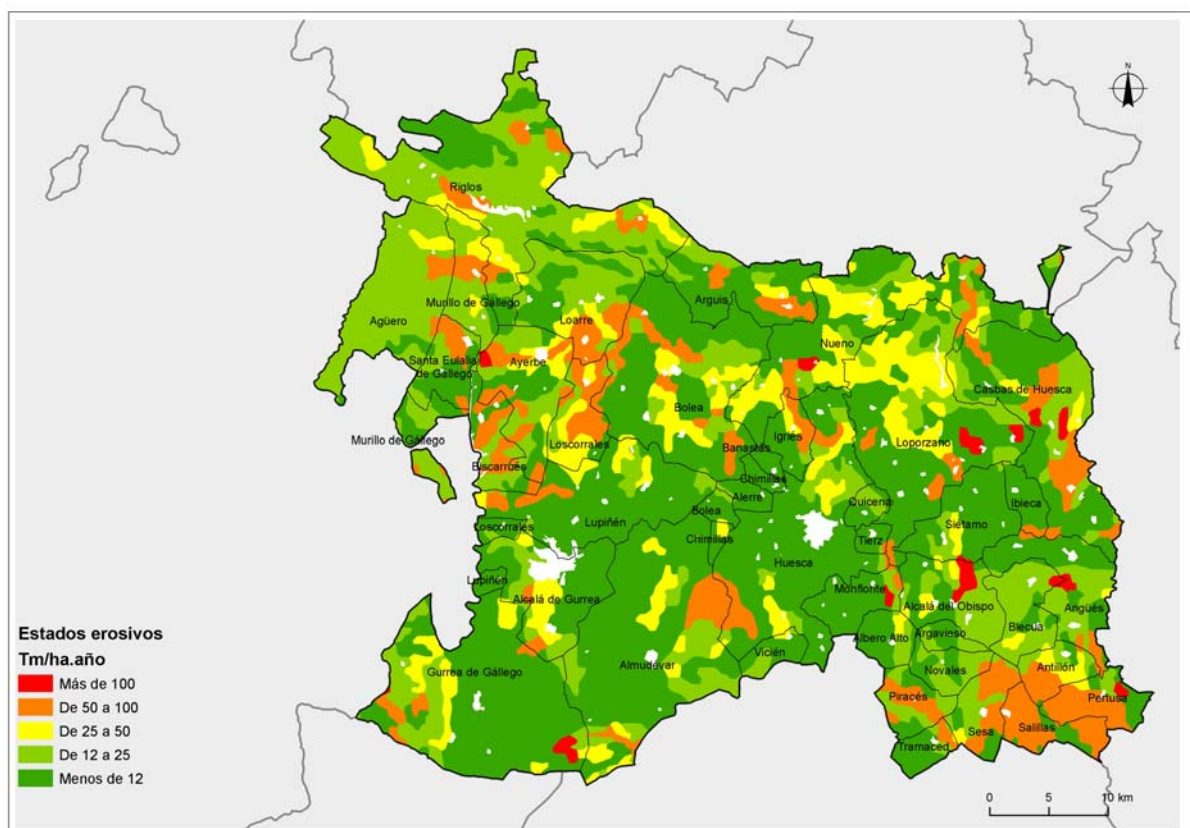 N
Riglos
Murillo de Gállego
Agüero
Loarre
Arguis
Nueno
Santa Eulalia
de Gállego
Ayerbe
Casbas de Huesca
Bolea
Murillo de Gállego
Loscorrales
Igriés
Loporzano
Banastás
Biscarrués
Chimillas
Alerre
Quicena
Ibieca
Bolea
Loscorrales
Lupiñén
Siétamo
Chimillas
Tierz
Huesca
Lupiñén
Monflorite
Alcalá de Gurrea
Alcalá del Obispo
Angüés
Blecua
Albero Alto
Argavieso
Vicién
Almudévar
Gurrea de Gállego
Novales
Antillón
Piracés
Pertusa
Sesa
Salillas
Tramaced
Estados erosivos
Tm/ha.año
Más de 100
De 50 a 100
De 25 a 50
De 12 a 25
Menos de 12
0 5 10 km